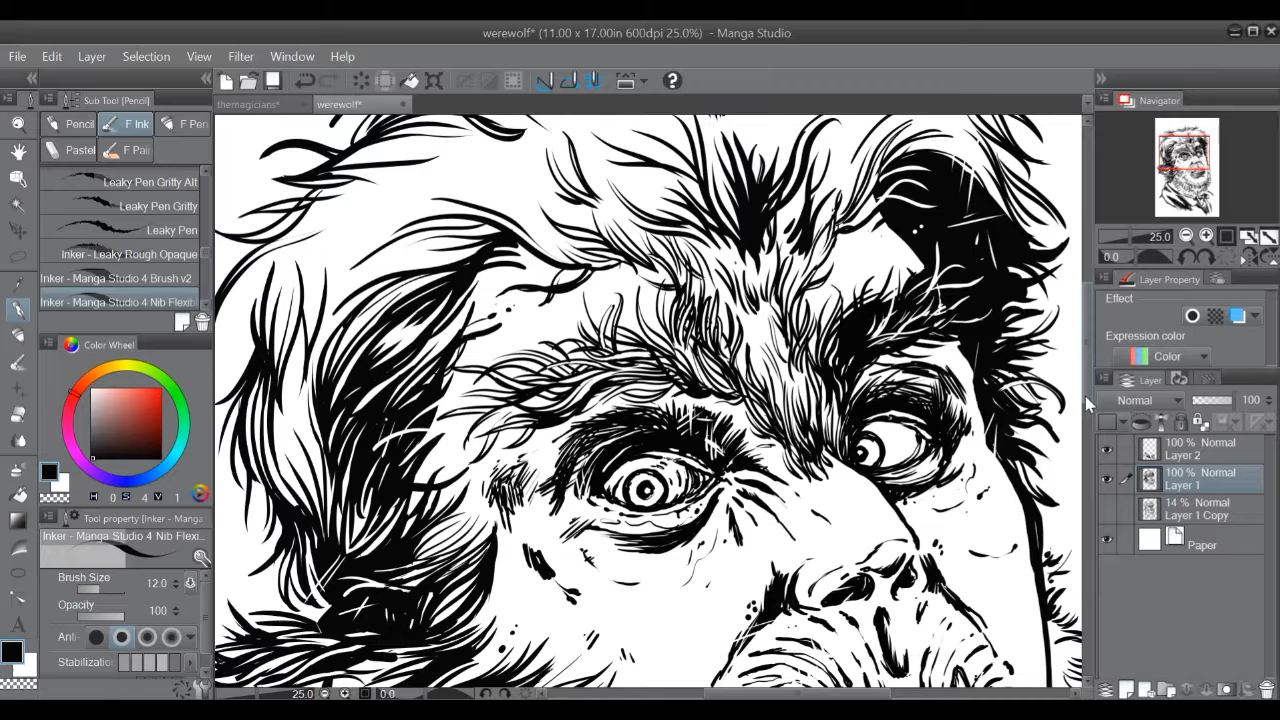 werewolf* (11.00 x 17.00in 600dpi 25.0%) - Manga Studio
File Edit Layer Selection View Filter Window Help
Sub Tool [Pencil]
themagicians*
werewolf*
Navigator
Pencil
F Ink
F Pen
Pastel
F Pai
Leaky Pen Gritty Alt
Leaky Pen Gritty
Leaky Pen
Inker - Leaky Rough Opaque
Inker - Manga Studio 4 Brush v2
Inker - Manga Studio 4 Nib Flexib
Color Wheel
H 0 S 4 V 1
Tool property [Inker - Manga
Inker - Manga Studio 4 Nib Flexi...
Brush Size 12.0
Opacity 100
Anti-
Stabilizatio
25.0
0.0
25.0
0.0
Layer Property
Effect
Expression color
Color
Layer
Normal 100
100 % Normal
Layer 2
100 % Normal
Layer 1
14 % Normal
Layer 1 Copy
Paper